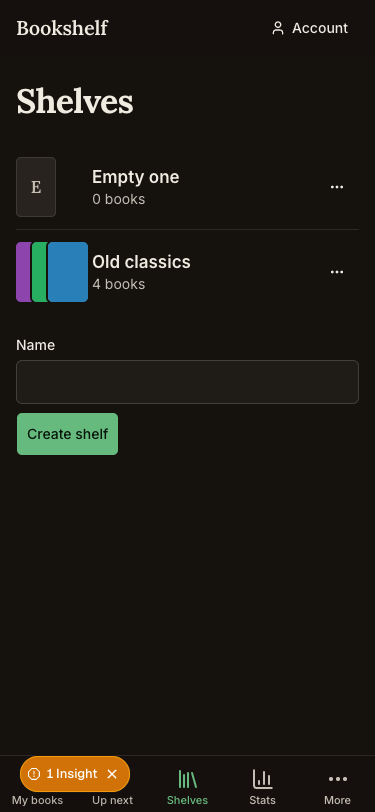 Bookshelf
Account
Shelves
E
Empty one
0 books
Old classics
4 books
Name
Create shelf
1 Insight
My books
Up next
Shelves
Stats
More